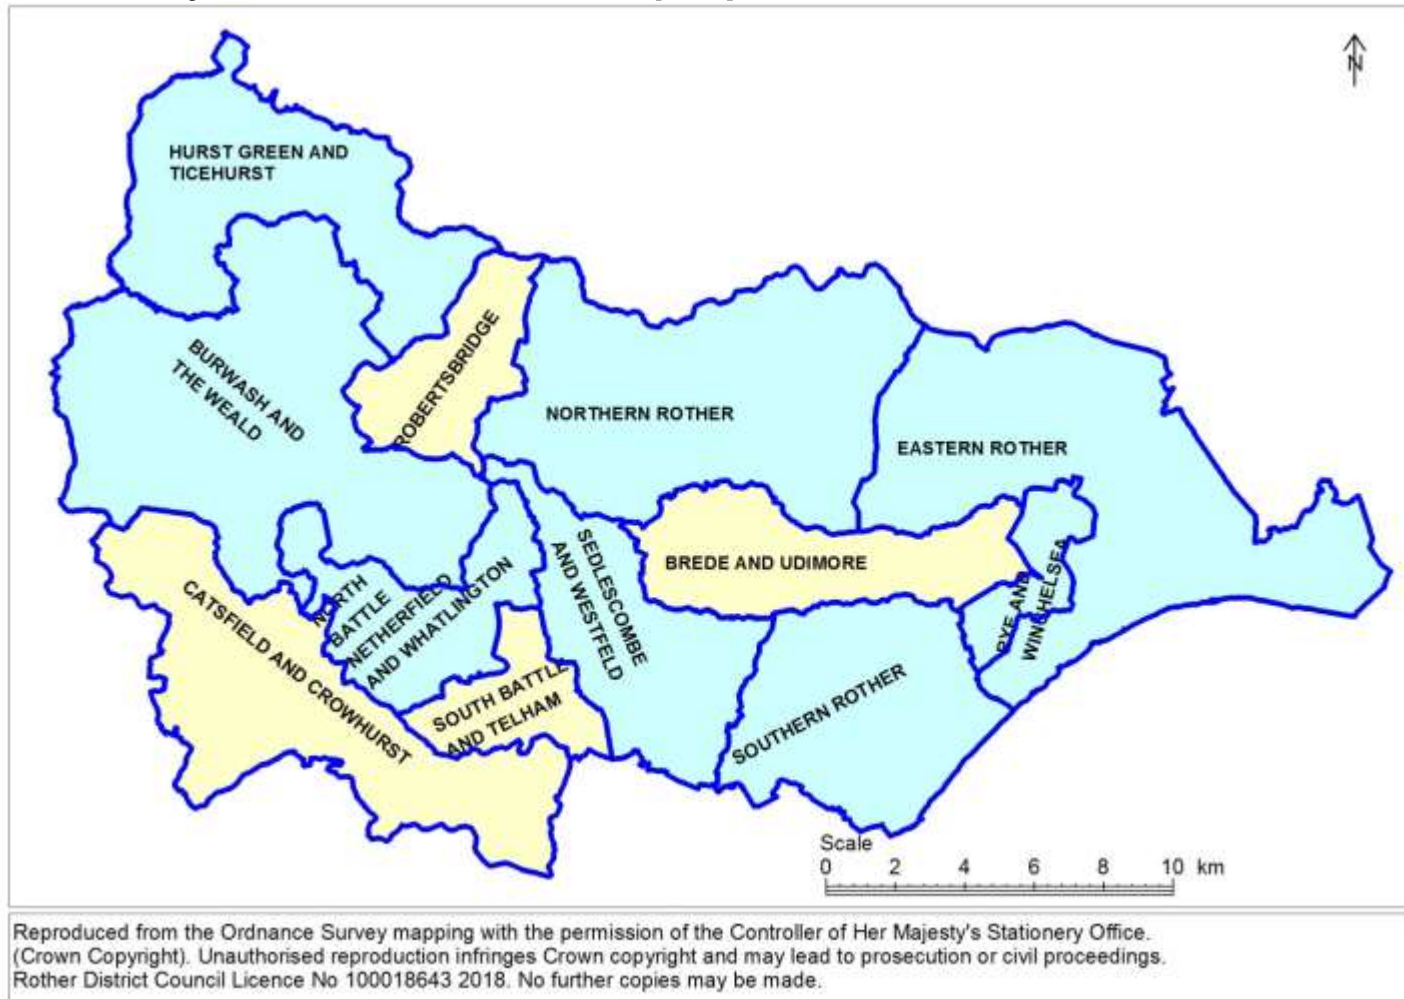 N
HURST GREEN AND
TICEHURST
BURWASH AND
THE WEALD
ROBERTSBRIDGE
NORTHERN ROTHER
EASTERN ROTHER
BREDE AND UDIMORE
SEDLESCOMBE
AND WESTFELD
RYE AND
WINCHELSEA
NORTH
BATTLE
NETHERFIELD
AND WHATLINGTON
CATSFIELD AND CROWHURST
SOUTH BATTLE
AND TELHAM
SOUTHERN ROTHER
Scale
0 2 4 6 8 10 km
Reproduced from the Ordnance Survey mapping with the permission of the Controller of Her Majesty's Stationery Office.
(Crown Copyright). Unauthorised reproduction infringes Crown copyright and may lead to prosecution or civil proceedings.
Rother District Council Licence No 100018643 2018. No further copies may be made.